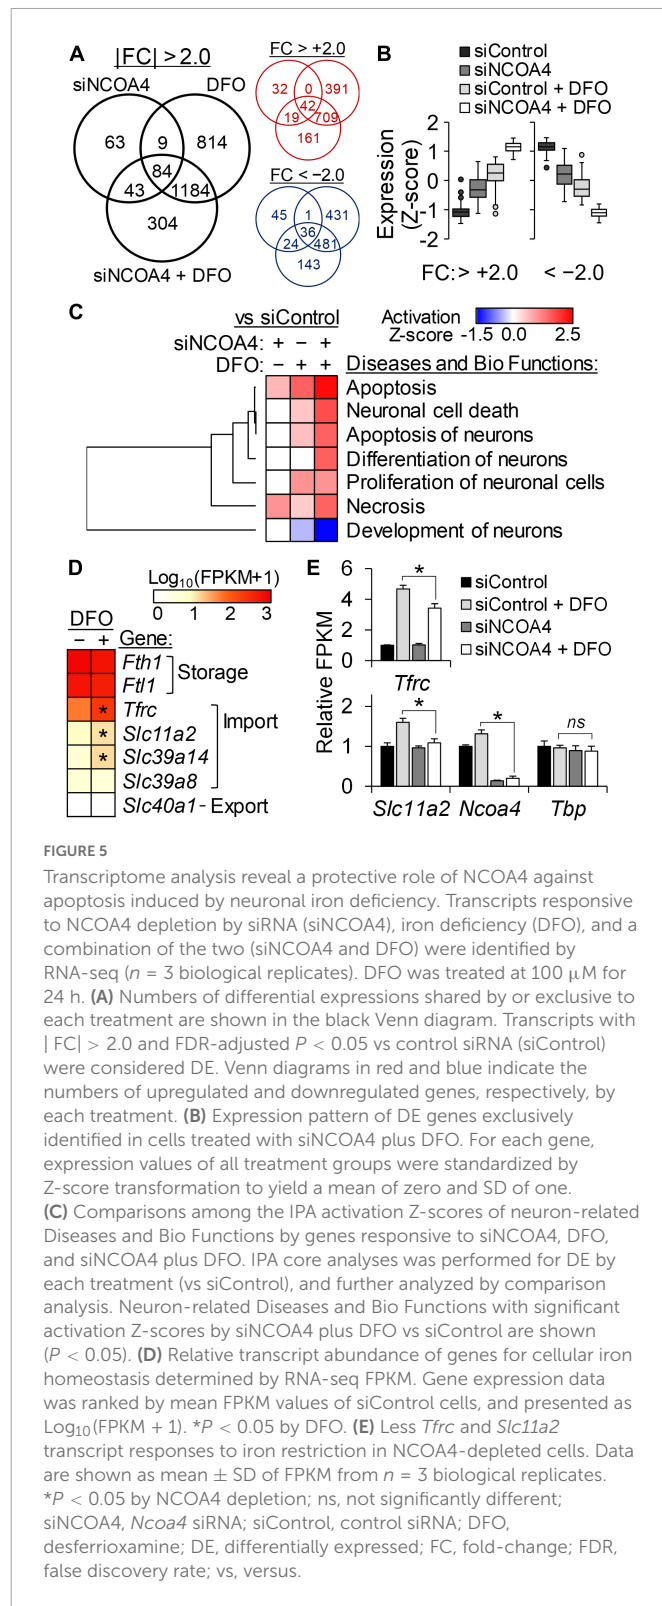 A
|FC| > 2.0
siNCOA4
DFO
63
9
814
84
43
1184
304
siNCOA4 + DFO
FC > +2.0
32
0
391
42
19
709
161
FC < −2.0
45
1
431
36
24
481
143
B
siControl
siNCOA4
siControl + DFO
siNCOA4 + DFO
Expression
(Z-score)
2
1
0
-1
-2
FC: > +2.0
< −2.0
C
vs siControl
siNCOA4: + − +
DFO: − + +
Activation
Z-score
-1.5
0.0
2.5
Diseases and Bio Functions:
Apoptosis
Neuronal cell death
Apoptosis of neurons
Differentiation of neurons
Proliferation of neuronal cells
Necrosis
Development of neurons
D
Log10(FPKM+1)
0 1 2 3
DFO
− +
Gene:
Fth1
Ftl1
Storage
Tfrc
*
Slc11a2
*
Slc39a14
*
Slc39a8
Import
Slc40a1 - Export
E
Relative FPKM
6
4
2
0
*
Tfrc
siControl
siControl + DFO
siNCOA4
siNCOA4 + DFO
2
1
0
*
*
ns
Slc11a2
Ncoa4
Tbp
FIGURE 5
Transcriptome analysis reveal a protective role of NCOA4 against
apoptosis induced by neuronal iron deficiency. Transcripts responsive
to NCOA4 depletion by siRNA (siNCOA4), iron deficiency (DFO), and a
combination of the two (siNCOA4 and DFO) were identified by
RNA-seq (n = 3 biological replicates). DFO was treated at 100 μM for
24 h. (A) Numbers of differential expressions shared by or exclusive to
each treatment are shown in the black Venn diagram. Transcripts with
| FC| > 2.0 and FDR-adjusted P < 0.05 vs control siRNA (siControl)
were considered DE. Venn diagrams in red and blue indicate the
numbers of upregulated and downregulated genes, respectively, by
each treatment. (B) Expression pattern of DE genes exclusively
identified in cells treated with siNCOA4 plus DFO. For each gene,
expression values of all treatment groups were standardized by
Z-score transformation to yield a mean of zero and SD of one.
(C) Comparisons among the IPA activation Z-scores of neuron-related
Diseases and Bio Functions by genes responsive to siNCOA4, DFO,
and siNCOA4 plus DFO. IPA core analyses was performed for DE by
each treatment (vs siControl), and further analyzed by comparison
analysis. Neuron-related Diseases and Bio Functions with significant
activation Z-scores by siNCOA4 plus DFO vs siControl are shown
(P < 0.05). (D) Relative transcript abundance of genes for cellular iron
homeostasis determined by RNA-seq FPKM. Gene expression data
was ranked by mean FPKM values of siControl cells, and presented as
Log10(FPKM + 1). *P < 0.05 by DFO. (E) Less Tfrc and Slc11a2
transcript responses to iron restriction in NCOA4-depleted cells. Data
are shown as mean ± SD of FPKM from n = 3 biological replicates.
*P < 0.05 by NCOA4 depletion; ns, not significantly different;
siNCOA4, Ncoa4 siRNA; siControl, control siRNA; DFO,
desferrioxamine; DE, differentially expressed; FC, fold-change; FDR,
false discovery rate; vs, versus.